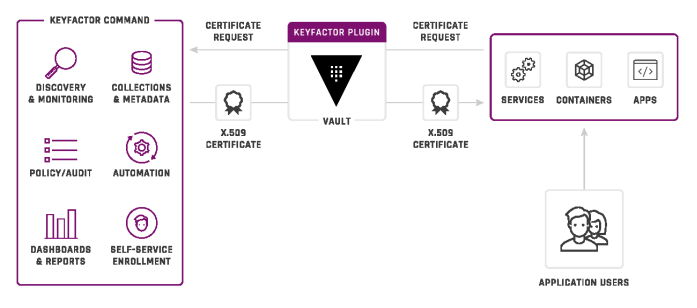 KEYFACTOR COMMAND
DISCOVERY
& MONITORING
COLLECTIONS
& METADATA
POLICY/AUDIT
AUTOMATION
DASHBOARDS
& REPORTS
SELF-SERVICE
ENROLLMENT
CERTIFICATE
REQUEST
X.509
CERTIFICATE
KEYFACTOR PLUGIN
VAULT
CERTIFICATE
REQUEST
X.509
CERTIFICATE
SERVICES
CONTAINERS
</>
APPS
APPLICATION USERS